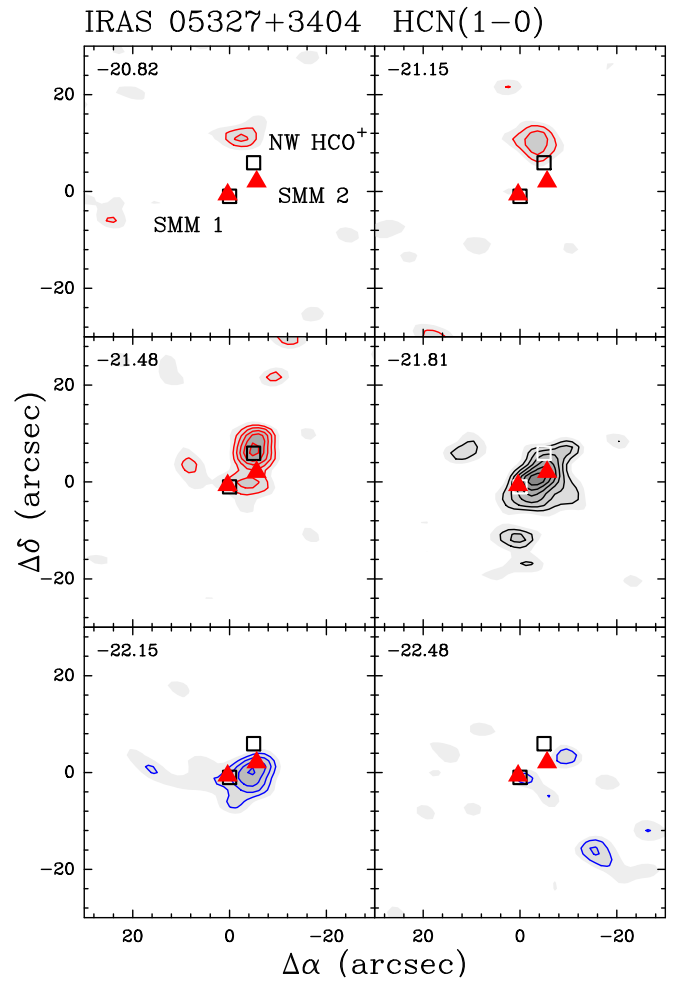 IRAS 05327+3404 HCN(1−0)
−20.82
−21.15
20
NW HCO+
0
SMM 2
SMM 1
−20
−21.48
−21.81
20
0
−20
−22.15
−22.48
20
0
−20
20 0 −20 20 0 −20
Δα (arcsec)
Δδ (arcsec)